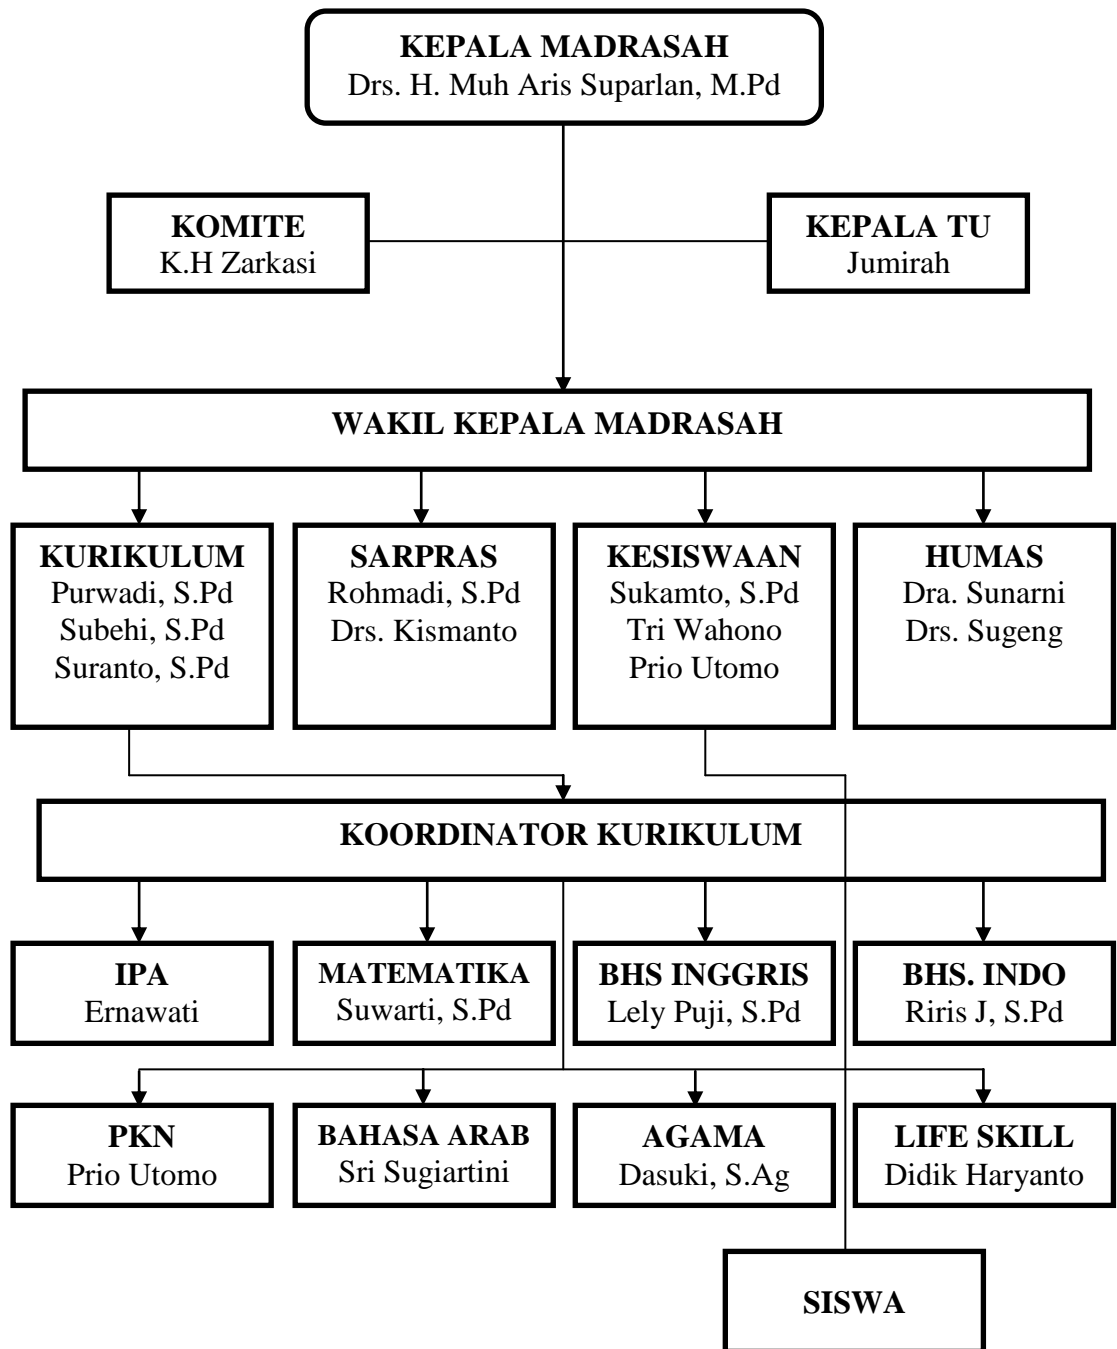 KEPALA MADRASAH
Drs. H. Muh Aris Suparlan, M.Pd
KOMITE
K.H Zarkasi
KEPALA TU
Jumirah
WAKIL KEPALA MADRASAH
KURIKULUM
Purwadi, S.Pd
Subehi, S.Pd
Suranto, S.Pd
SARPRAS
Rohmadi, S.Pd
Drs. Kismanto
KESISWAAN
Sukamto, S.Pd
Tri Wahono
Prio Utomo
HUMAS
Dra. Sunarni
Drs. Sugeng
KOORDINATOR KURIKULUM
IPA
Ernawati
MATEMATIKA
Suwarti, S.Pd
BHS INGGRIS
Lely Puji, S.Pd
BHS. INDO
Riris J, S.Pd
PKN
Prio Utomo
BAHASA ARAB
Sri Sugiartini
AGAMA
Dasuki, S.Ag
LIFE SKILL
Didik Haryanto
SISWA